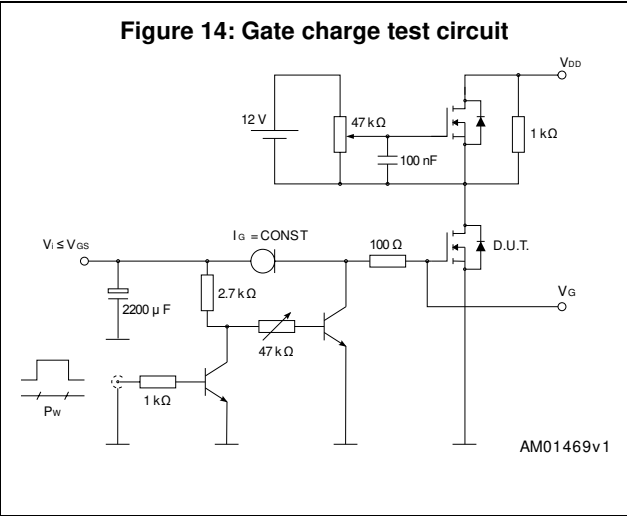 Figure 14: Gate charge test circuit
VDD
12 V
47 kΩ
1 kΩ
100 nF
Vi ≤ VGS
IG = CONST
100 Ω
D.U.T.
2.7 kΩ
2200 μF
VG
47 kΩ
1 kΩ
PW
AM01469v1